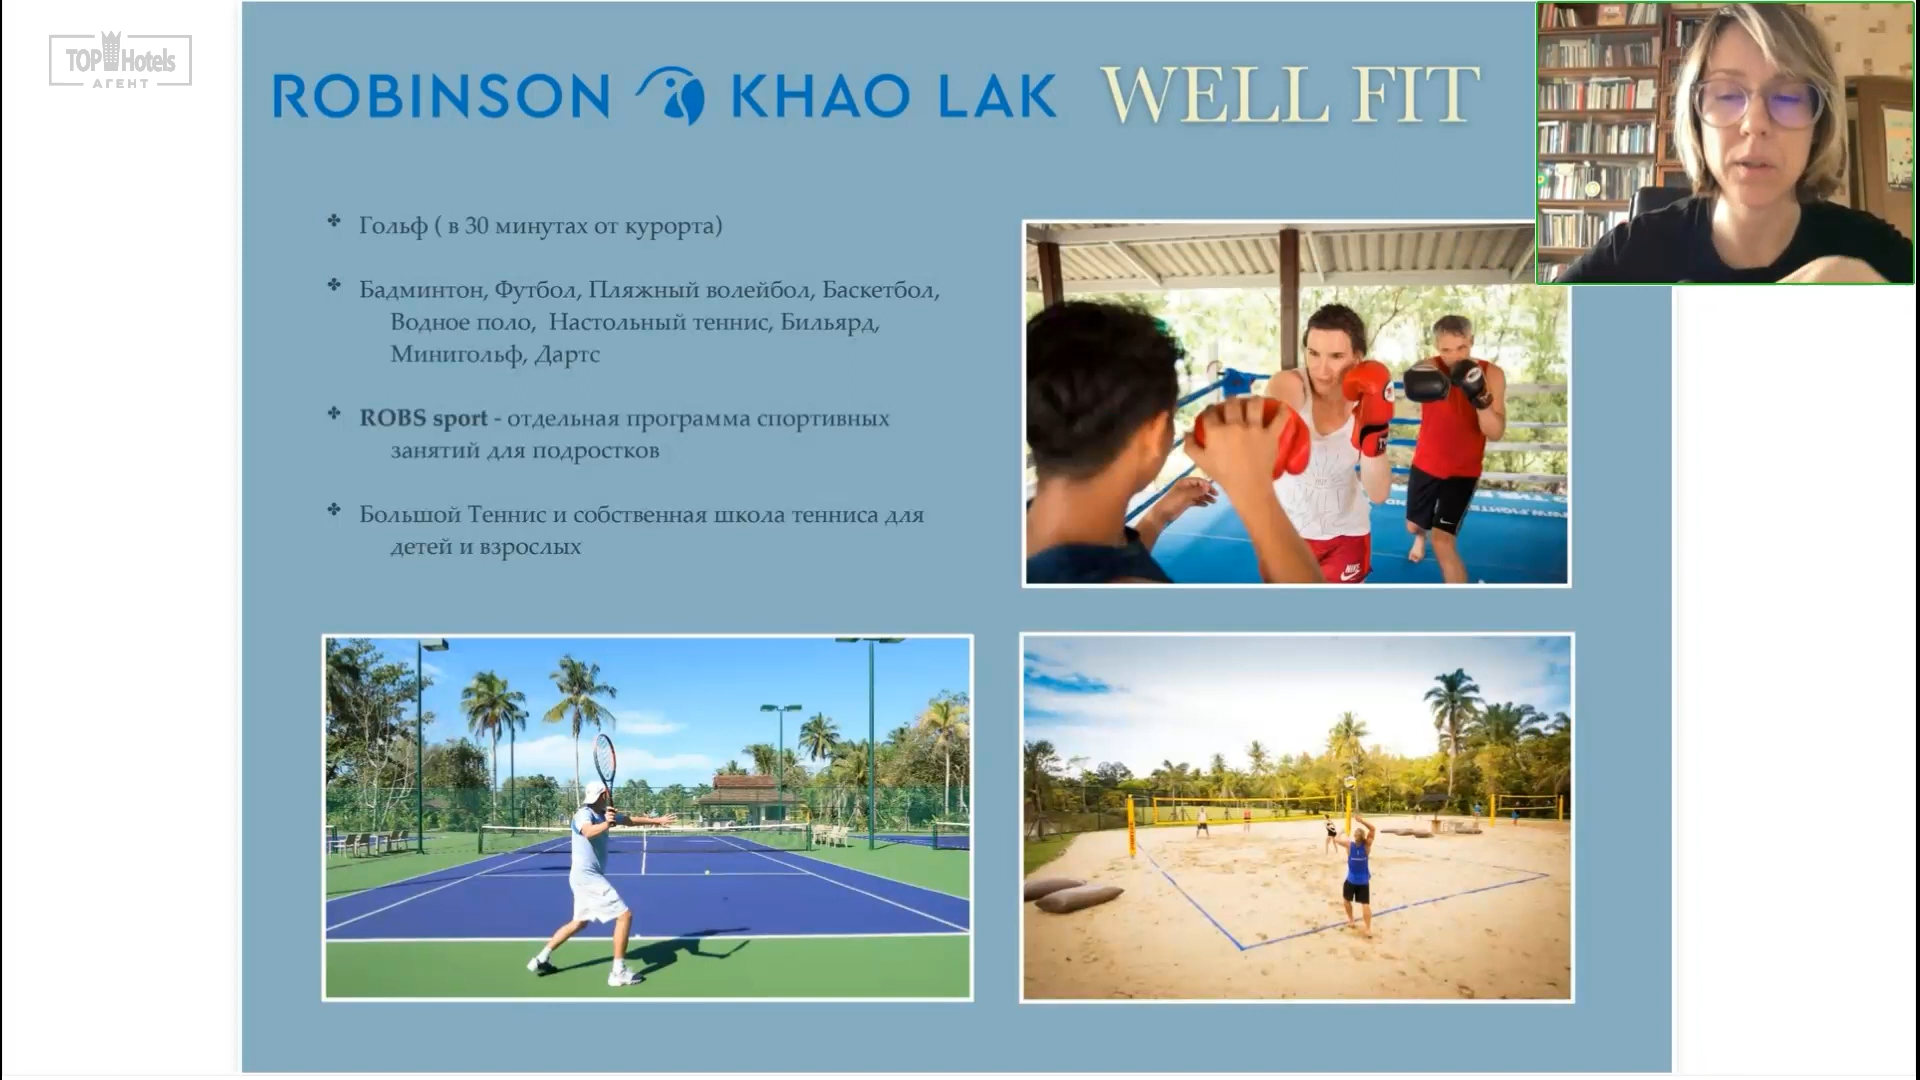 TOP Hotels
АГЕНТ
ROBINSON KHAO LAK WELL FIT
Гольф ( в 30 минутах от курорта)
Бадминтон, Футбол, Пляжный волейбол, Баскетбол,
Водное поло, Настольный теннис, Бильярд,
Минигольф, Дартс
ROBS sport - отдельная программа спортивных
занятий для подростков
Большой Теннис и собственная школа тенниса для
детей и взрослых
NIKE